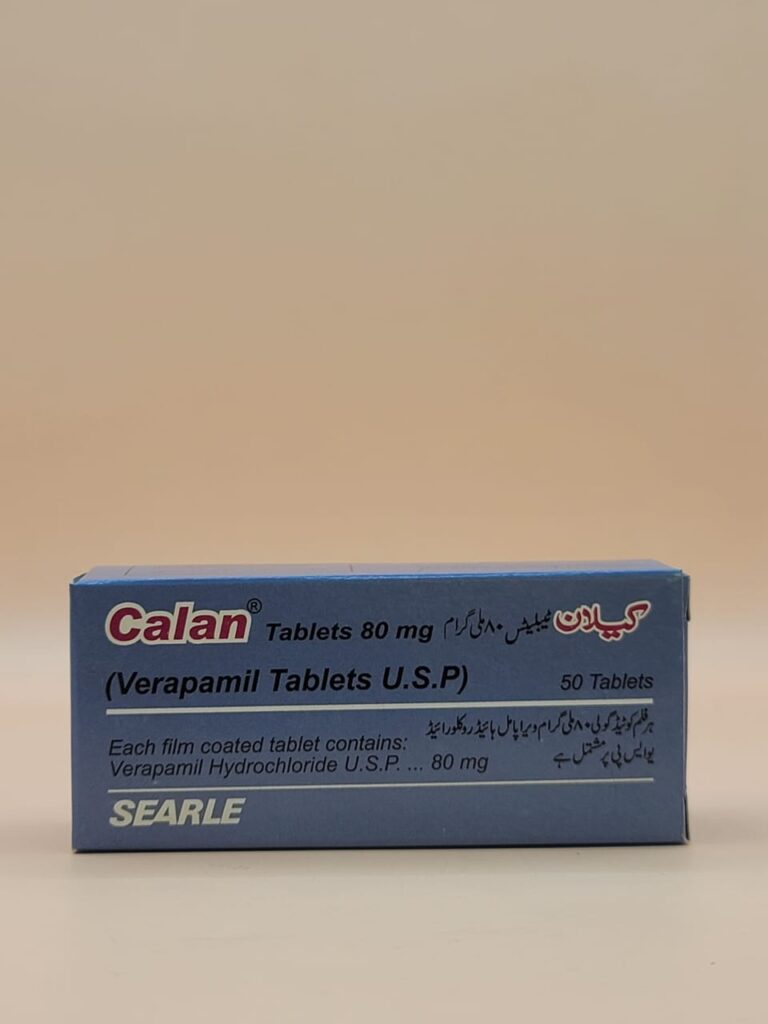 Calan® Tablets 80 mg ٹیبلیٹس ۸۰ ملی گرام کیلان
(Verapamil Tablets U.S.P) 50 Tablets
ہر فلم کوٹیڈ گولی ۸۰ ملی گرام ویراپامل ہائیڈروکلورائیڈ
یو ایس پی پر مشتمل ہے
Each film coated tablet contains:
Verapamil Hydrochloride U.S.P. ... 80 mg
SEARLE